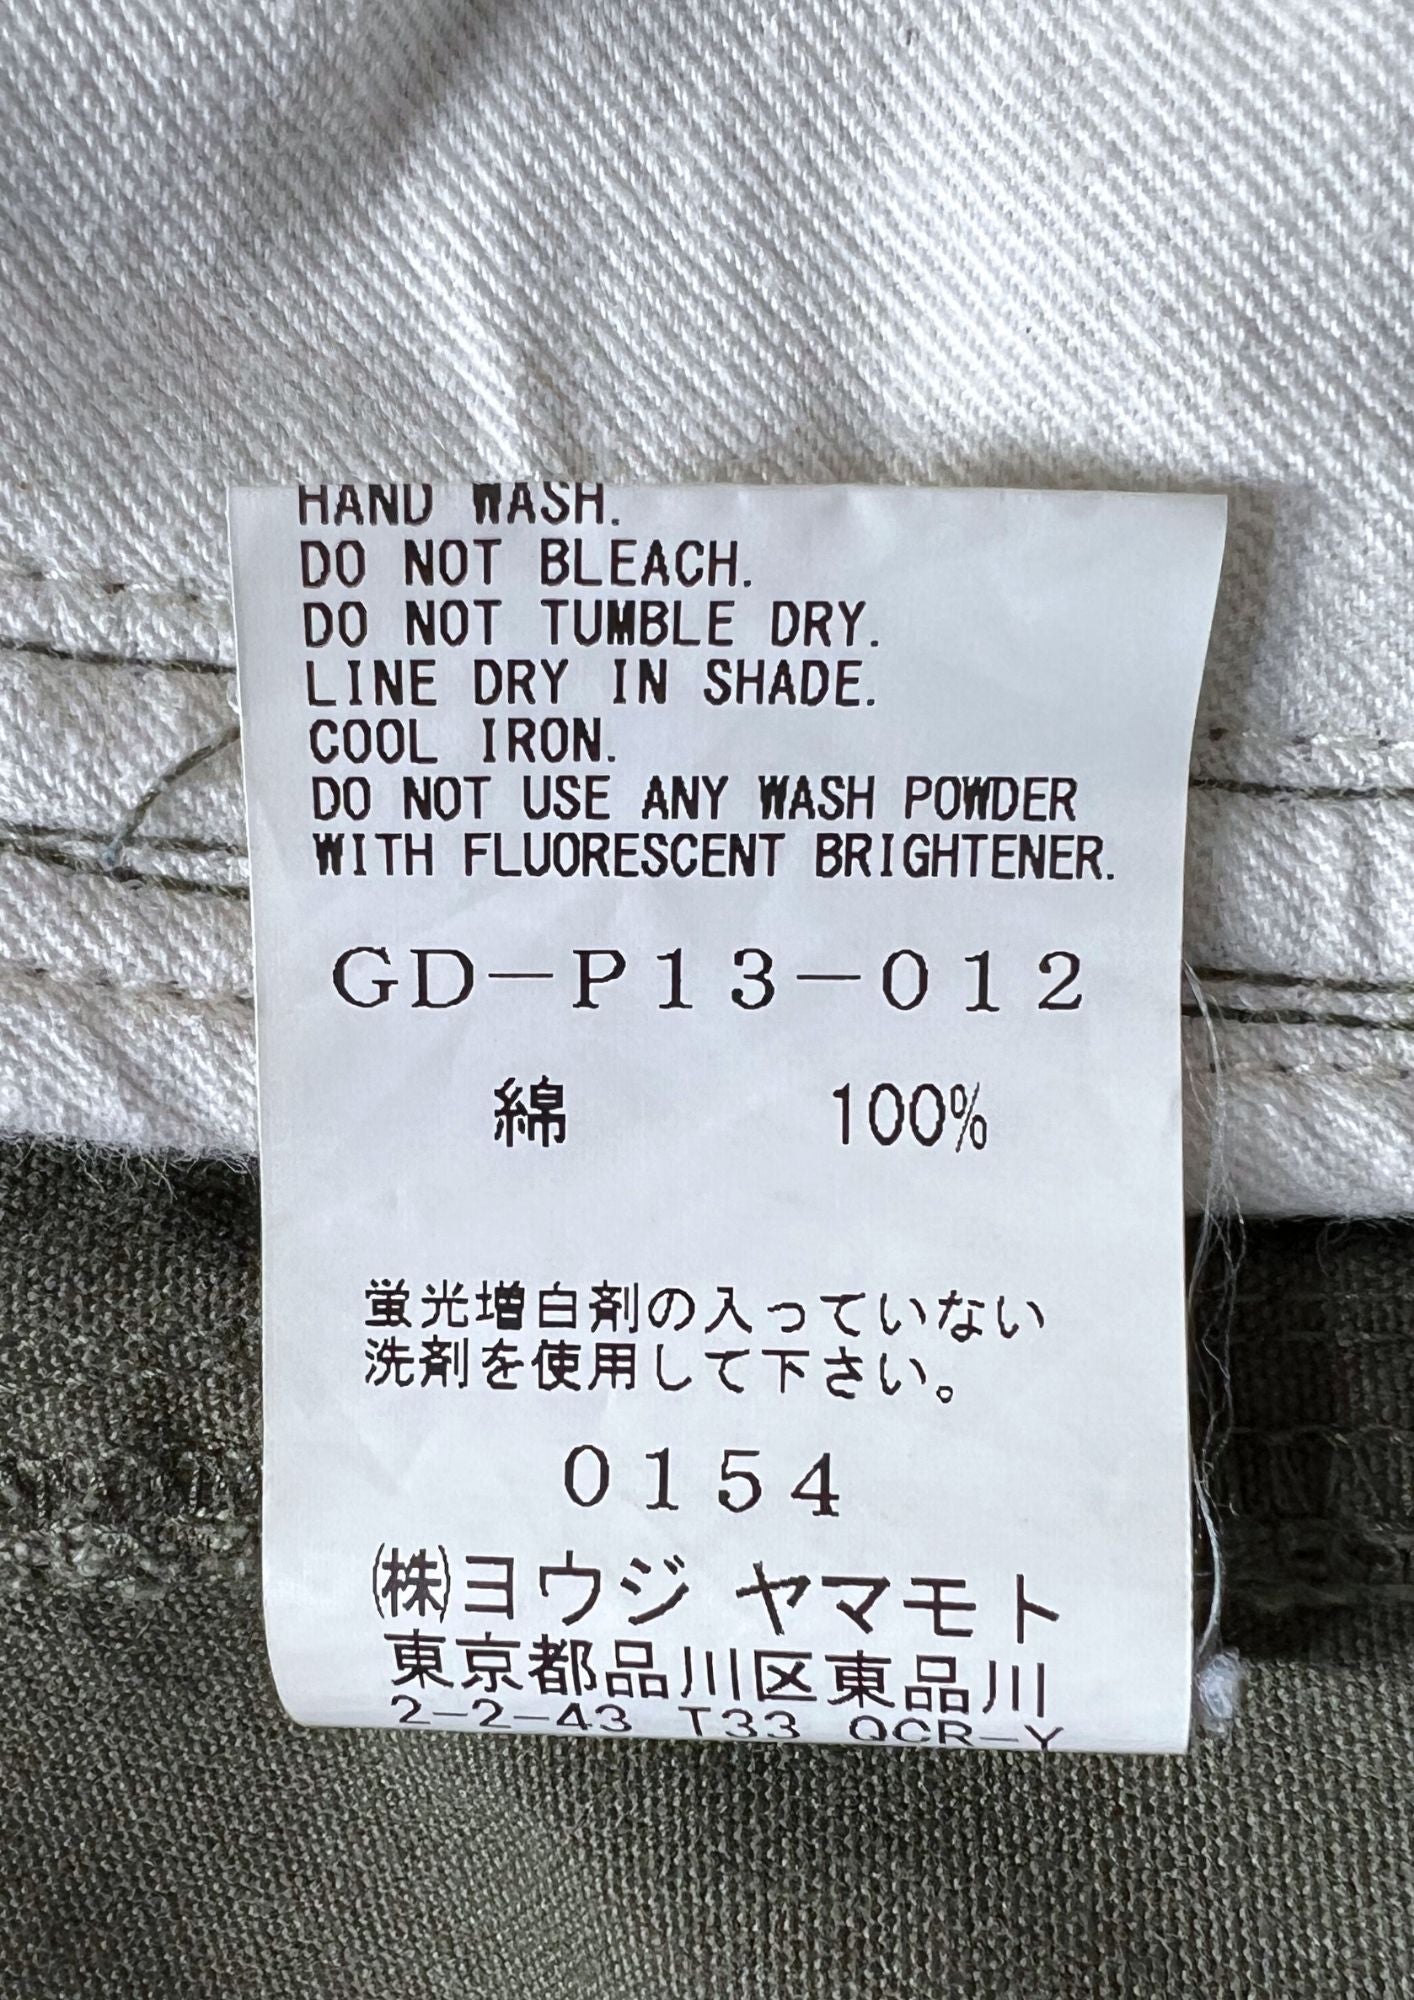 HAND WASH.
DO NOT BLEACH.
DO NOT TUMBLE DRY.
LINE DRY IN SHADE.
COOL IRON.
DO NOT USE ANY WASH POWDER
WITH FLUORESCENT BRIGHTENER.
GD-P13-012
綿 100%
蛍光増白剤の入っていない
洗剤を使用して下さい。
0154
(株)ヨウジ ヤマモト
東京都品川区東品川
2-2-43 T33 QCR-Y